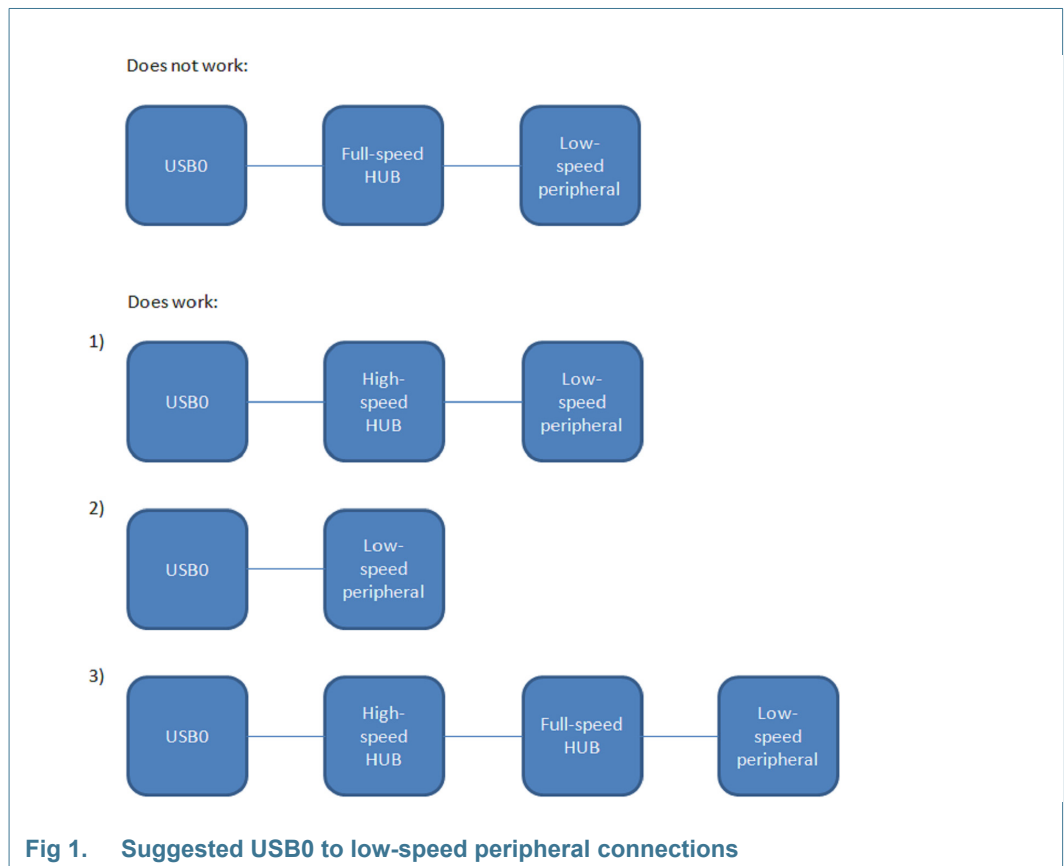 Does not work:
USB0
Full-speed
HUB
Low-
speed
peripheral
Does work:
1)
USB0
High-
speed
HUB
Low-
speed
peripheral
2)
USB0
Low-
speed
peripheral
3)
USB0
High-
speed
HUB
Full-speed
HUB
Low-
speed
peripheral
Fig 1. Suggested USB0 to low-speed peripheral connections